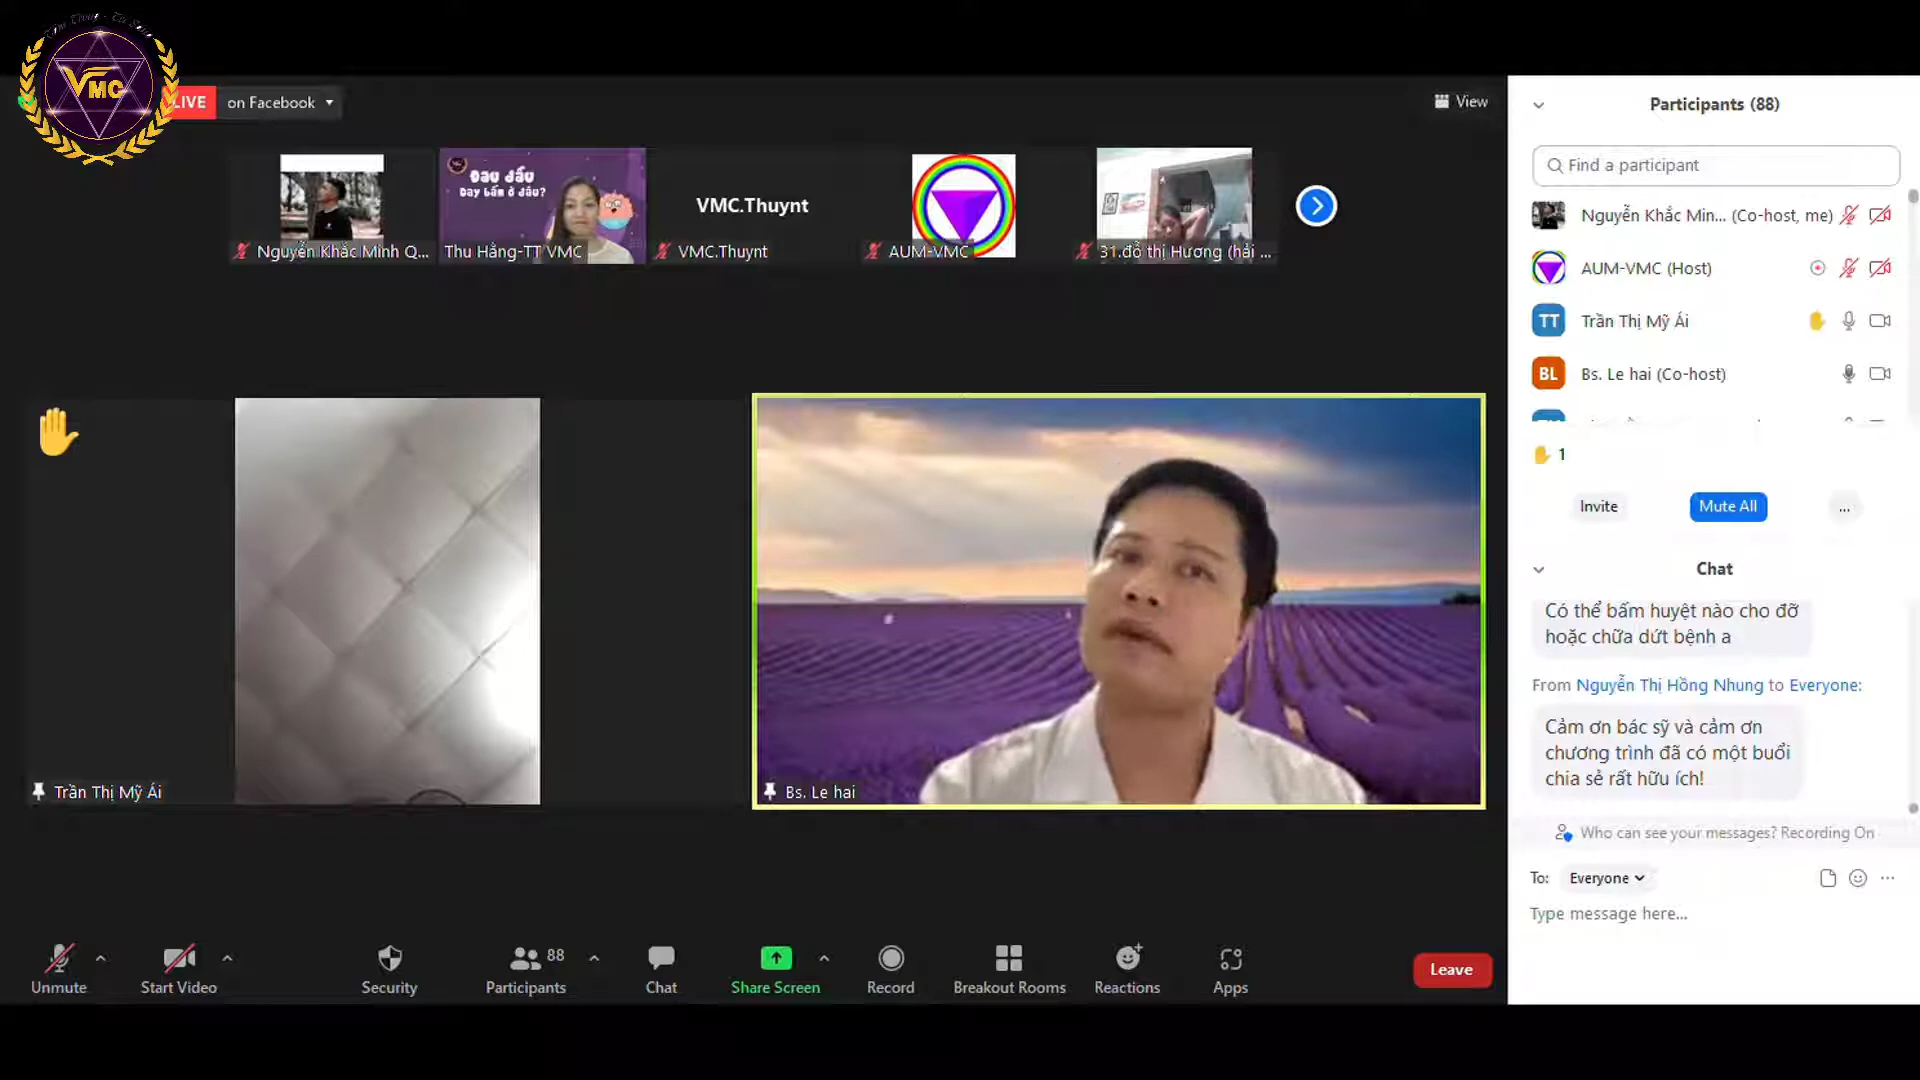 VMC
LIVE
on Facebook
View
Đau đầu
Day bấm ở đâu?
VMC.Thuynt
Nguyễn Khắc Minh Q...
Thu Hằng-TT VMC
VMC.Thuynt
AUM-VMC
31.đỗ thị Hương (hải ...
Trần Thị Mỹ Ái
Bs. Le hai
Participants (88)
Find a participant
Nguyễn Khắc Min... (Co-host, me)
AUM-VMC (Host)
TT Trần Thị Mỹ Ái
BL Bs. Le hai (Co-host)
1
Invite
Mute All
...
Chat
Có thể bấm huyệt nào cho đỡ
hoặc chữa dứt bệnh a
From Nguyễn Thị Hồng Nhung to Everyone:
Cảm ơn bác sỹ và cảm ơn
chương trình đã có một buổi
chia sẻ rất hữu ích!
Who can see your messages? Recording On
To: Everyone
Type message here...
Unmute
Start Video
Security
88
Participants
Chat
Share Screen
Record
Breakout Rooms
Reactions
Apps
Leave